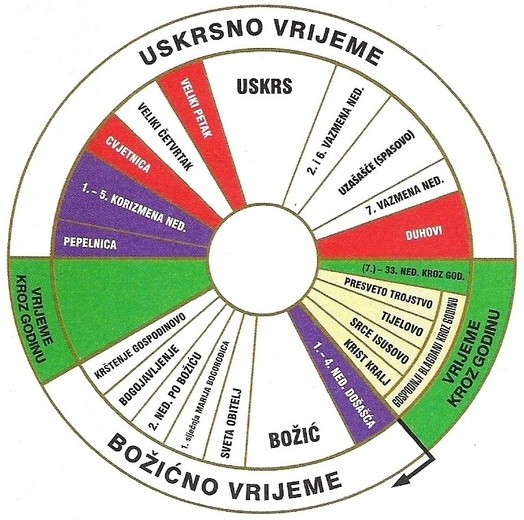 USKRSNO VRIJEME
USKRS
2. i 6. VAZMENA NED.
UZAŠAŠĆE (SPASOVO)
7. VAZMENA NED.
DUHOVI
(7.) – 33. NED. KROZ GOD.
PRESVETO TROJSTVO
TIJELOVO
SRCE ISUSOVO
KRIST KRALJ
GOSPODNJI BLAGDANI KROZ GODINU
VRIJEME
KROZ GODINU
1. – 4. NED. DOŠAŠĆA
BOŽIĆ
SVETA OBITELJ
1. siječnja MARIJA BOGORODICA
2. NED. PO BOŽIĆU
BOGOJAVLJENJE
KRŠTENJE GOSPODINOVO
BOŽIĆNO VRIJEME
VRIJEME
KROZ GODINU
PEPELNICA
1. – 5. KORIZMENA NED.
CVJETNICA
VELIKI ČETVRTAK
VELIKI PETAK